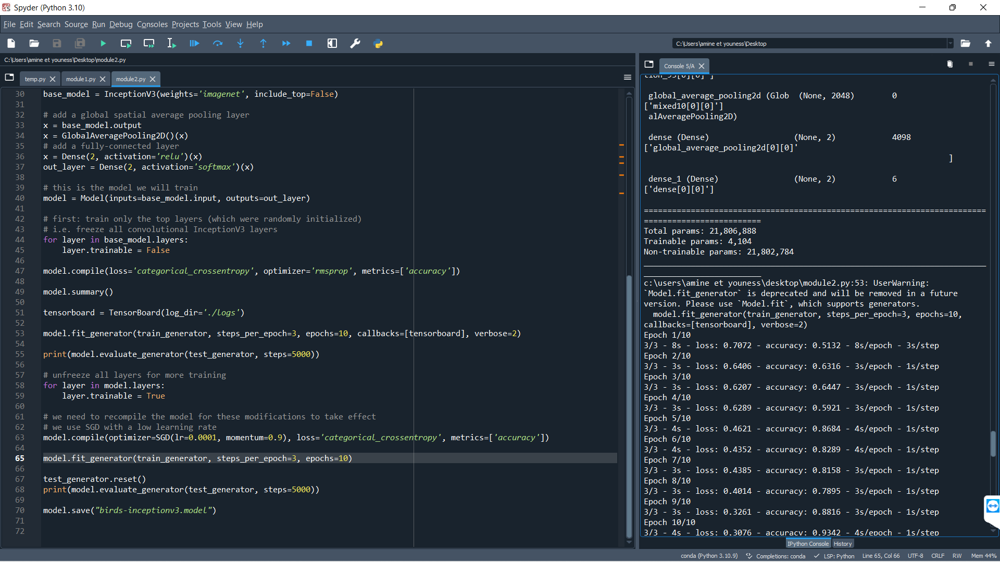 Spyder (Python 3.10)
File Edit Search Source Run Debug Consoles Projects Tools View Help
C:\Users\amine et youness\Desktop
C:\Users\amine et youness\Desktop\module2.py
temp.py module1.py module2.py
30 base_model = InceptionV3(weights='imagenet', include_top=False)
31
32 # add a global spatial average pooling layer
33 x = base_model.output
34 x = GlobalAveragePooling2D()(x)
35 # add a fully-connected layer
36 x = Dense(2, activation='relu')(x)
37 out_layer = Dense(2, activation='softmax')(x)
38
39 # this is the model we will train
40 model = Model(inputs=base_model.input, outputs=out_layer)
41
42 # first: train only the top layers (which were randomly initialized)
43 # i.e. freeze all convolutional InceptionV3 layers
44 for layer in base_model.layers:
45     layer.trainable = False
46
47 model.compile(loss='categorical_crossentropy', optimizer='rmsprop', metrics=['accuracy'])
48
49 model.summary()
50
51 tensorboard = TensorBoard(log_dir='./logs')
52
53 model.fit_generator(train_generator, steps_per_epoch=3, epochs=10, callbacks=[tensorboard], verbose=2)
54
55 print(model.evaluate_generator(test_generator, steps=5000))
56
57 # unfreeze all layers for more training
58 for layer in model.layers:
59     layer.trainable = True
60
61 # we need to recompile the model for these modifications to take effect
62 # we use SGD with a low learning rate
63 model.compile(optimizer=SGD(lr=0.0001, momentum=0.9), loss='categorical_crossentropy', metrics=['accuracy'])
64
65 model.fit_generator(train_generator, steps_per_epoch=3, epochs=10)
66
67 test_generator.reset()
68 print(model.evaluate_generator(test_generator, steps=5000))
69
70 model.save("birds-inceptionv3.model")
71
72
Console 5/A
global_average_pooling2d (Glob (None, 2048) 0
['mixed10[0][0]']
alAveragePooling2D)
dense (Dense) (None, 2) 4098
['global_average_pooling2d[0][0]'
]
dense_1 (Dense) (None, 2) 6
['dense[0][0]']
=========================================================================
=========================
Total params: 21,806,888
Trainable params: 4,104
Non-trainable params: 21,802,784
_________________________________________________________________________
_________________________
c:\users\amine et youness\desktop\module2.py:53: UserWarning:
`Model.fit_generator` is deprecated and will be removed in a future
version. Please use `Model.fit`, which supports generators.
model.fit_generator(train_generator, steps_per_epoch=3, epochs=10,
callbacks=[tensorboard], verbose=2)
Epoch 1/10
3/3 - 8s - loss: 0.7072 - accuracy: 0.5132 - 8s/epoch - 3s/step
Epoch 2/10
3/3 - 3s - loss: 0.6406 - accuracy: 0.6316 - 3s/epoch - 1s/step
Epoch 3/10
3/3 - 3s - loss: 0.6207 - accuracy: 0.6447 - 3s/epoch - 1s/step
Epoch 4/10
3/3 - 3s - loss: 0.6289 - accuracy: 0.5921 - 3s/epoch - 1s/step
Epoch 5/10
3/3 - 4s - loss: 0.4621 - accuracy: 0.8684 - 4s/epoch - 1s/step
Epoch 6/10
3/3 - 4s - loss: 0.4352 - accuracy: 0.8289 - 4s/epoch - 1s/step
Epoch 7/10
3/3 - 3s - loss: 0.4385 - accuracy: 0.8158 - 3s/epoch - 1s/step
Epoch 8/10
3/3 - 3s - loss: 0.4014 - accuracy: 0.7895 - 3s/epoch - 1s/step
Epoch 9/10
3/3 - 3s - loss: 0.3261 - accuracy: 0.8816 - 3s/epoch - 1s/step
Epoch 10/10
3/3 - 4s - loss: 0.3076 - accuracy: 0.9342 - 4s/epoch - 1s/step
IPython Console History
conda (Python 3.10.9) Completions: conda LSP: Python Line 65, Col 66 UTF-8 CRLF RW Mem 44%